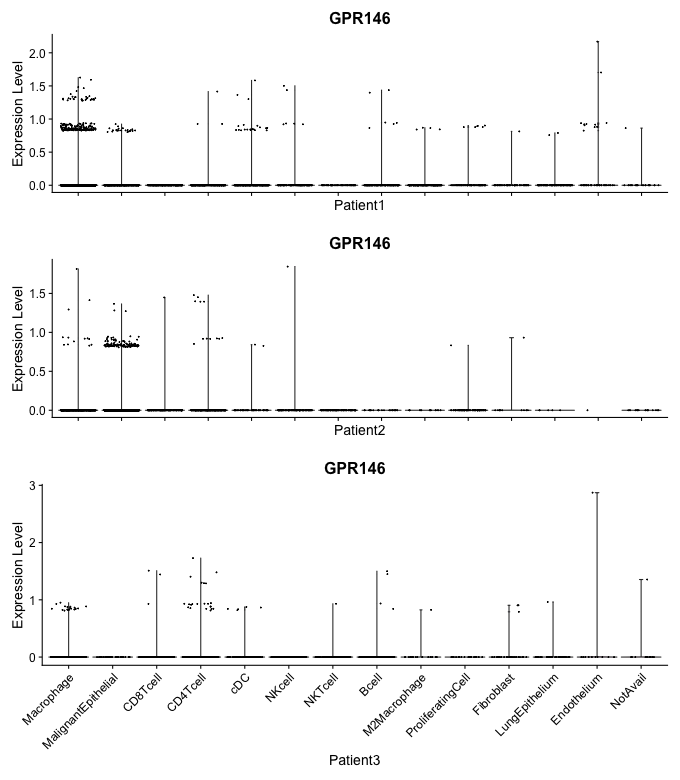 GPR146
Expression Level
2.0
1.5
1.0
0.5
0.0
Patient1
GPR146
Expression Level
1.5
1.0
0.5
0.0
Patient2
GPR146
Expression Level
3
2
1
0
Macrophage
MalignantEpithelial
CD8Tcell
CD4Tcell
cDC
NKcell
NKTcell
Bcell
M2Macrophage
ProliferatingCell
Fibroblast
LungEpithelium
Endothelium
NotAvail
Patient3